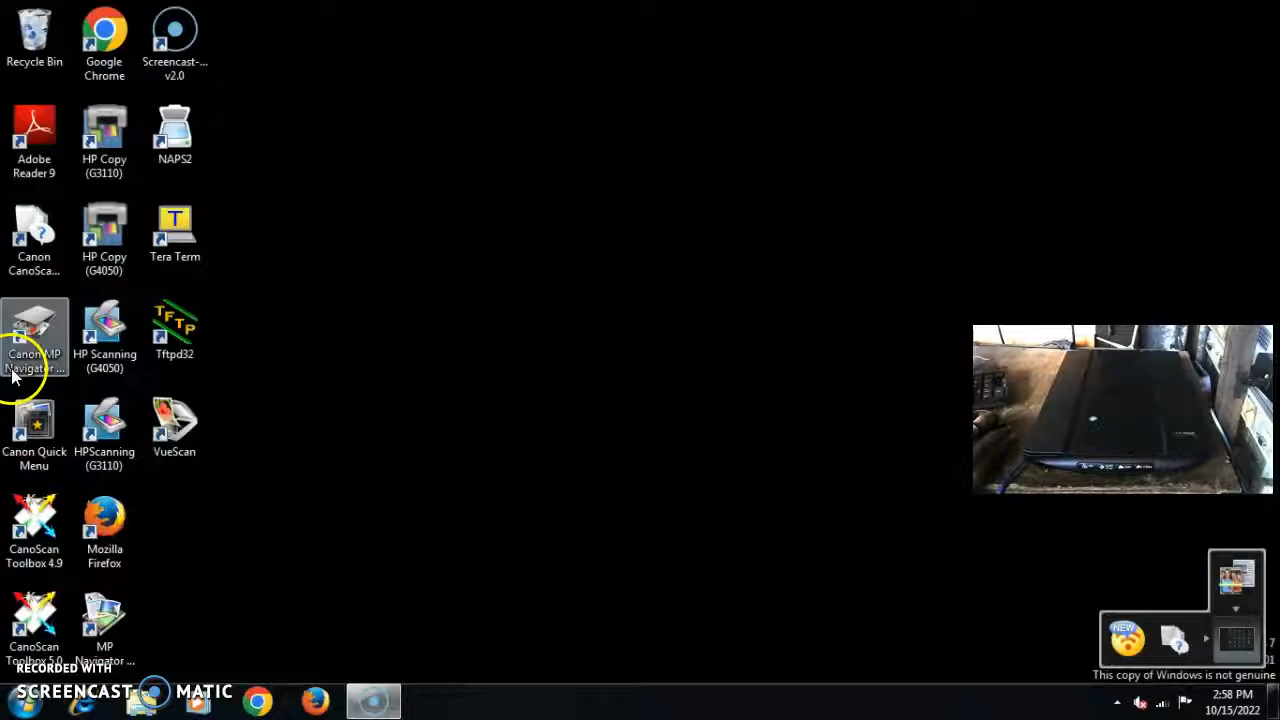 Recycle Bin
Google
Chrome
Screencast-...
v2.0
Adobe
Reader 9
HP Copy
(G3110)
NAPS2
Canon
CanoSca...
HP Copy
(G4050)
T
Tera Term
Canon MP
Navigator ...
HP Scanning
(G4050)
TFTP
Tftpd32
Canon Quick
Menu
HPScanning
(G3110)
VueScan
CanoScan
Toolbox 4.9
Mozilla
Firefox
CanoScan
Toolbox 5.0
MP
Navigator ...
NEW
This copy of Windows is not genuine
RECORDED WITH
SCREENCAST MATIC
2:58 PM
10/15/2022